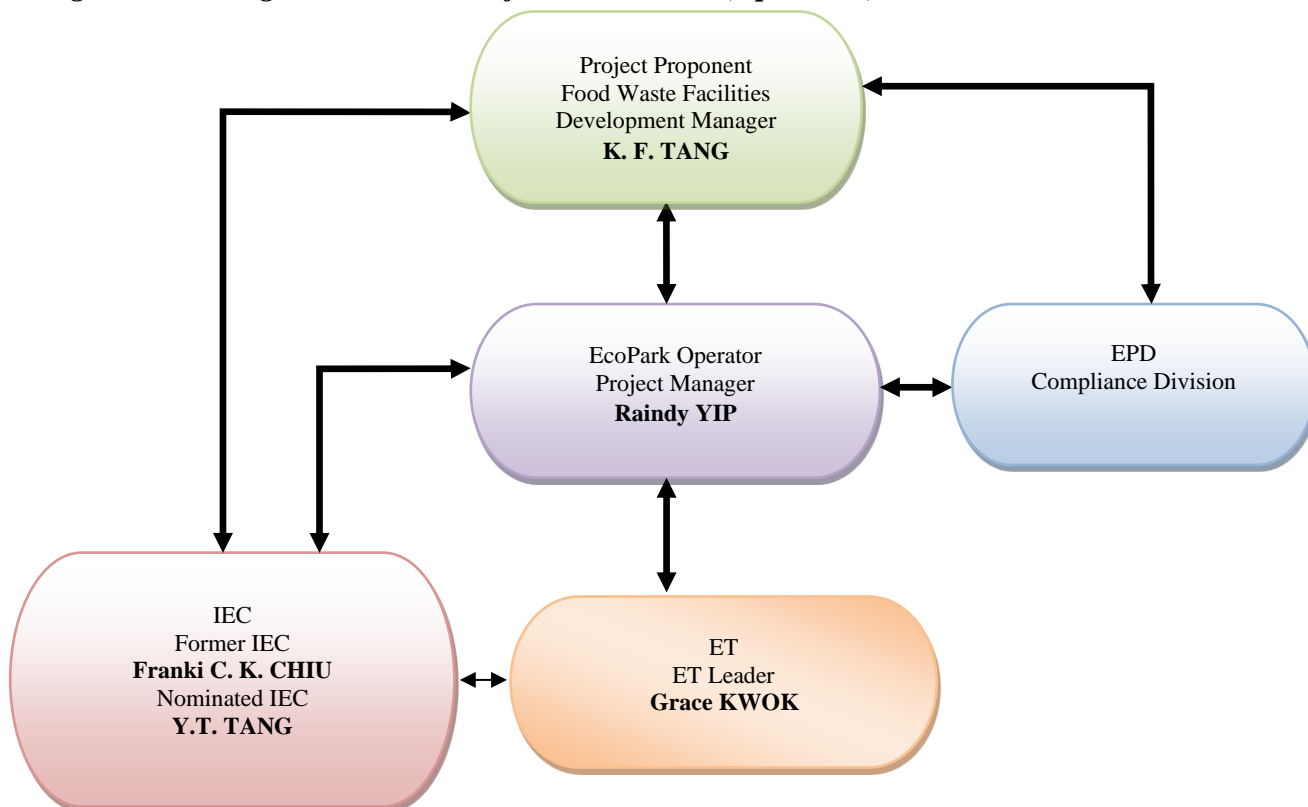 Project Proponent
Food Waste Facilities
Development Manager
K. F. TANG
EcoPark Operator
Project Manager
Raindy YIP
EPD
Compliance Division
IEC
Former IEC
Franki C. K. CHIU
Nominated IEC
Y.T. TANG
ET
ET Leader
Grace KWOK